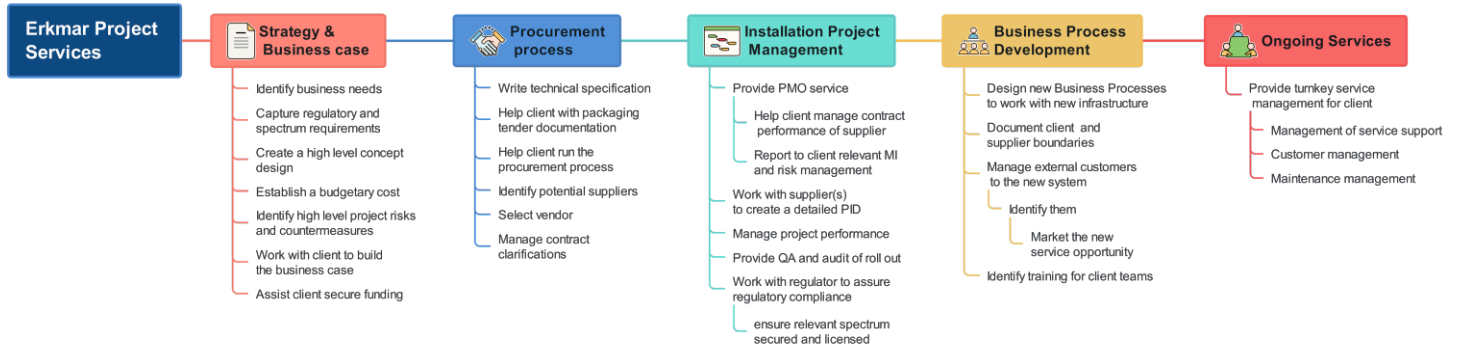 Erkmar Project
Services
Strategy &
Business case
Identify business needs
Capture regulatory and
spectrum requirements
Create a high level concept
design
Establish a budgetary cost
Identify high level project risks
and countermeasures
Work with client to build
the business case
Assist client secure funding
Procurement
process
Write technical specification
Help client with packaging
tender documentation
Help client run the
procurement process
Identify potential suppliers
Select vendor
Manage contract
clarifications
Installation Project
Management
Provide PMO service
Help client manage contract
performance of supplier
Report to client relevant MI
and risk management
Work with supplier(s)
to create a detailed PID
Manage project performance
Provide QA and audit of roll out
Work with regulator to assure
regulatory compliance
ensure relevant spectrum
secured and licensed
Business Process
Development
Design new Business Processes
to work with new infrastructure
Document client and
supplier boundaries
Manage external customers
to the new system
Identify them
Market the new
service opportunity
Identify training for client teams
Ongoing Services
Provide turnkey service
management for client
Management of service support
Customer management
Maintenance management